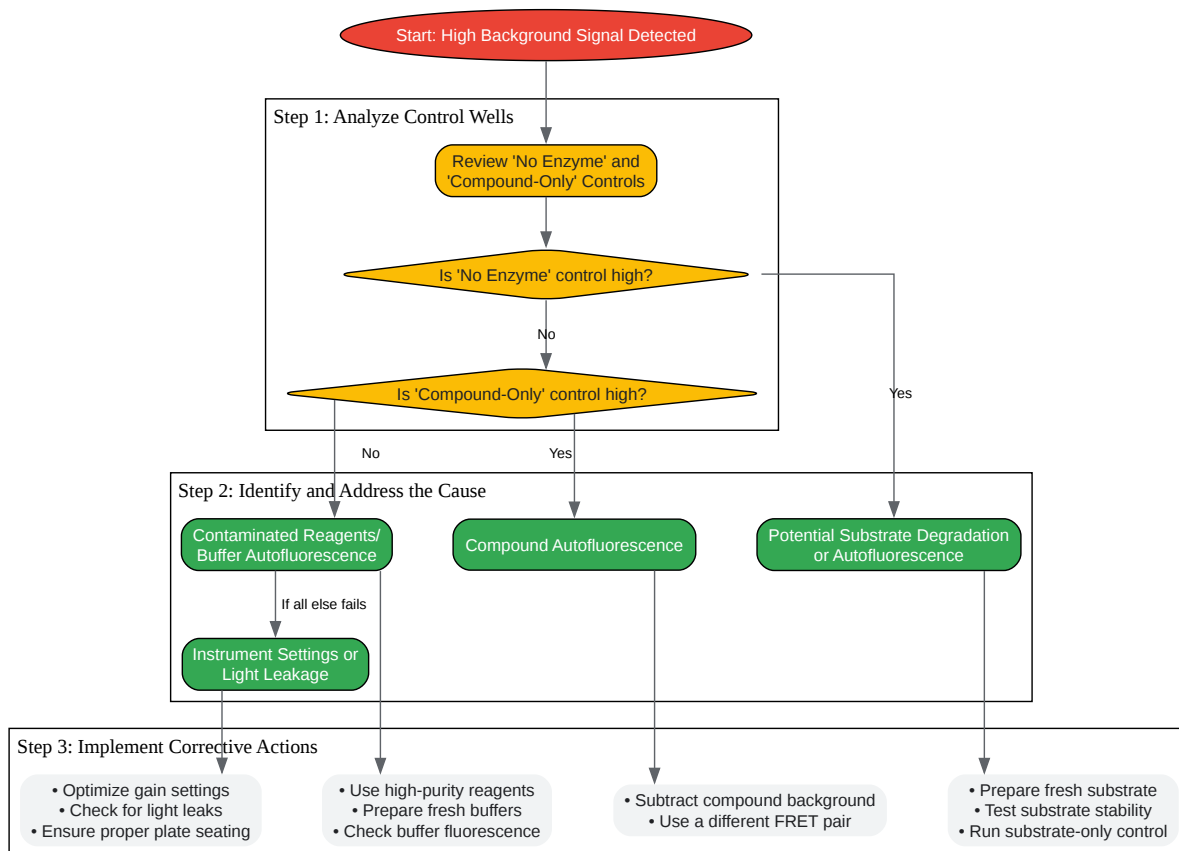 Start: High Background Signal Detected
Step 1: Analyze Control Wells
Review 'No Enzyme' and
'Compound-Only' Controls
Is 'No Enzyme' control high?
No
Is 'Compound-Only' control high?
Yes
No
Yes
Step 2: Identify and Address the Cause
Contaminated Reagents/
Buffer Autofluorescence
Compound Autofluorescence
Potential Substrate Degradation
or Autofluorescence
If all else fails
Instrument Settings or
Light Leakage
Step 3: Implement Corrective Actions
• Optimize gain settings
• Check for light leaks
• Ensure proper plate seating
• Use high-purity reagents
• Prepare fresh buffers
• Check buffer fluorescence
• Subtract compound background
• Use a different FRET pair
• Prepare fresh substrate
• Test substrate stability
• Run substrate-only control